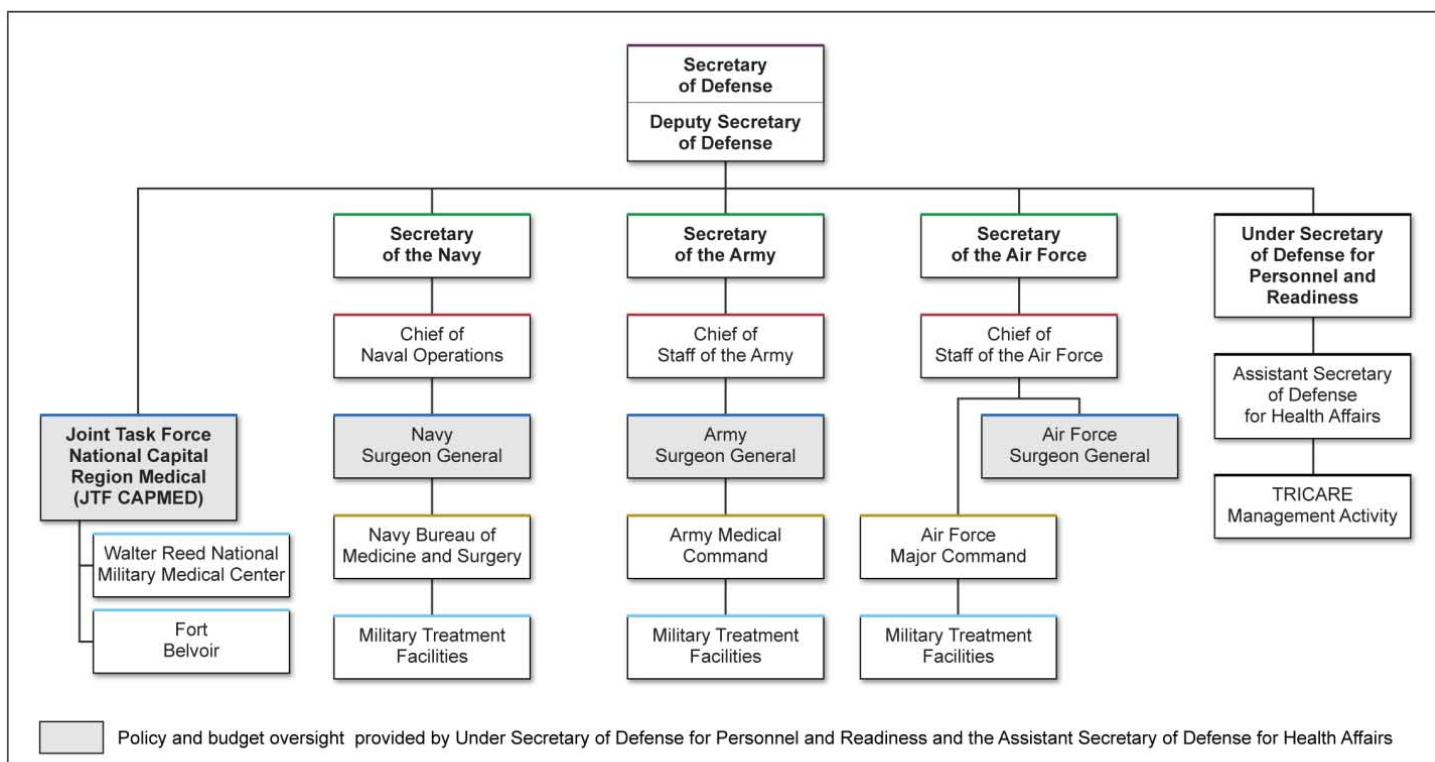 Secretary
of Defense
Deputy Secretary
of Defense
Secretary
of the Navy
Secretary
of the Army
Secretary
of the Air Force
Under Secretary
of Defense for
Personnel and
Readiness
Chief of
Naval Operations
Chief of
Staff of the Army
Chief of
Staff of the Air Force
Assistant Secretary
of Defense
for Health Affairs
Joint Task Force
National Capital
Region Medical
(JTF CAPMED)
Navy
Surgeon General
Army
Surgeon General
Air Force
Surgeon General
TRICARE
Management Activity
Walter Reed National
Military Medical Center
Navy Bureau of
Medicine and Surgery
Army Medical
Command
Air Force
Major Command
Fort
Belvoir
Military Treatment
Facilities
Military Treatment
Facilities
Military Treatment
Facilities
Policy and budget oversight provided by Under Secretary of Defense for Personnel and Readiness and the Assistant Secretary of Defense for Health Affairs